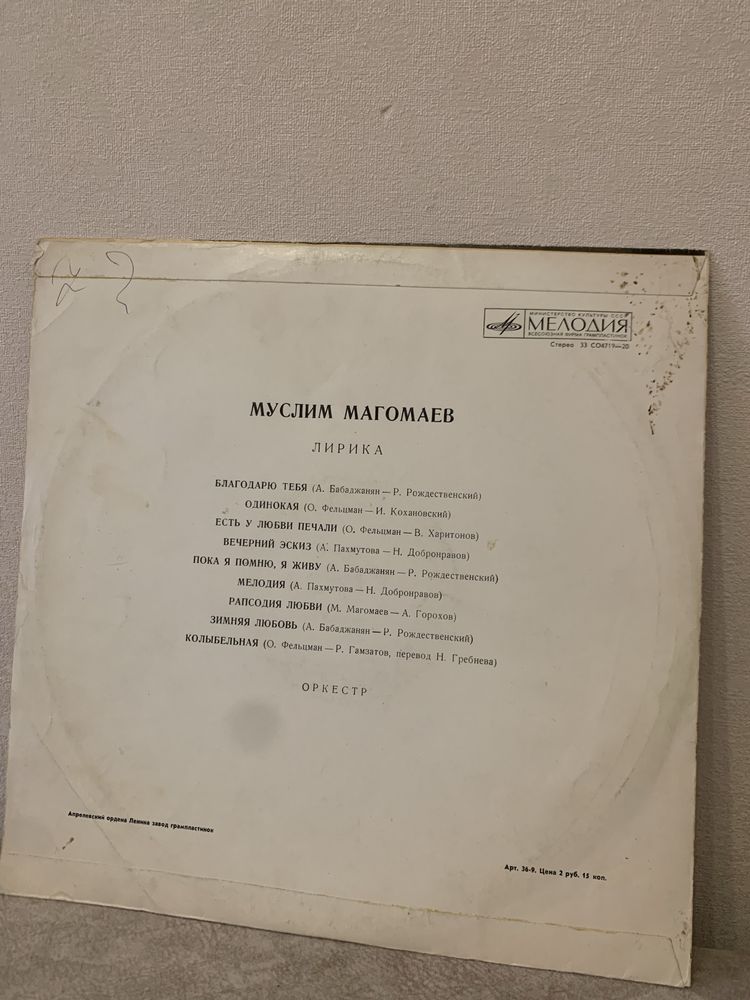 МИНИСТЕРСТВО КУЛЬТУРЫ СССР
МЕЛОДИЯ
ВСЕСОЮЗНАЯ ФИРМА ГРАМПЛАСТИНОК
Стерео 33 СО4719—20
МУСЛИМ МАГОМАЕВ
ЛИРИКА
БЛАГОДАРЮ ТЕБЯ (А. Бабаджанян — Р. Рождественский)
ОДИНОКАЯ (О. Фельцман — И. Кохановский)
ЕСТЬ У ЛЮБВИ ПЕЧАЛИ (О. Фельцман — В. Харитонов)
ВЕЧЕРНИЙ ЭСКИЗ (А. Пахмутова — Н. Добронравов)
ПОКА Я ПОМНЮ, Я ЖИВУ (А. Бабаджанян — Р. Рождественский)
МЕЛОДИЯ (А. Пахмутова — Н. Добронравов)
РАПСОДИЯ ЛЮБВИ (М. Магомаев — А. Горохов)
ЗИМНЯЯ ЛЮБОВЬ (А. Бабаджанян — Р. Рождественский)
КОЛЫБЕЛЬНАЯ (О. Фельцман — Р. Гамзатов, перевод Н. Гребнева)
ОРКЕСТР
Апрелевский ордена Ленина завод грампластинок
Арт. 36-9. Цена 2 руб. 15 коп.